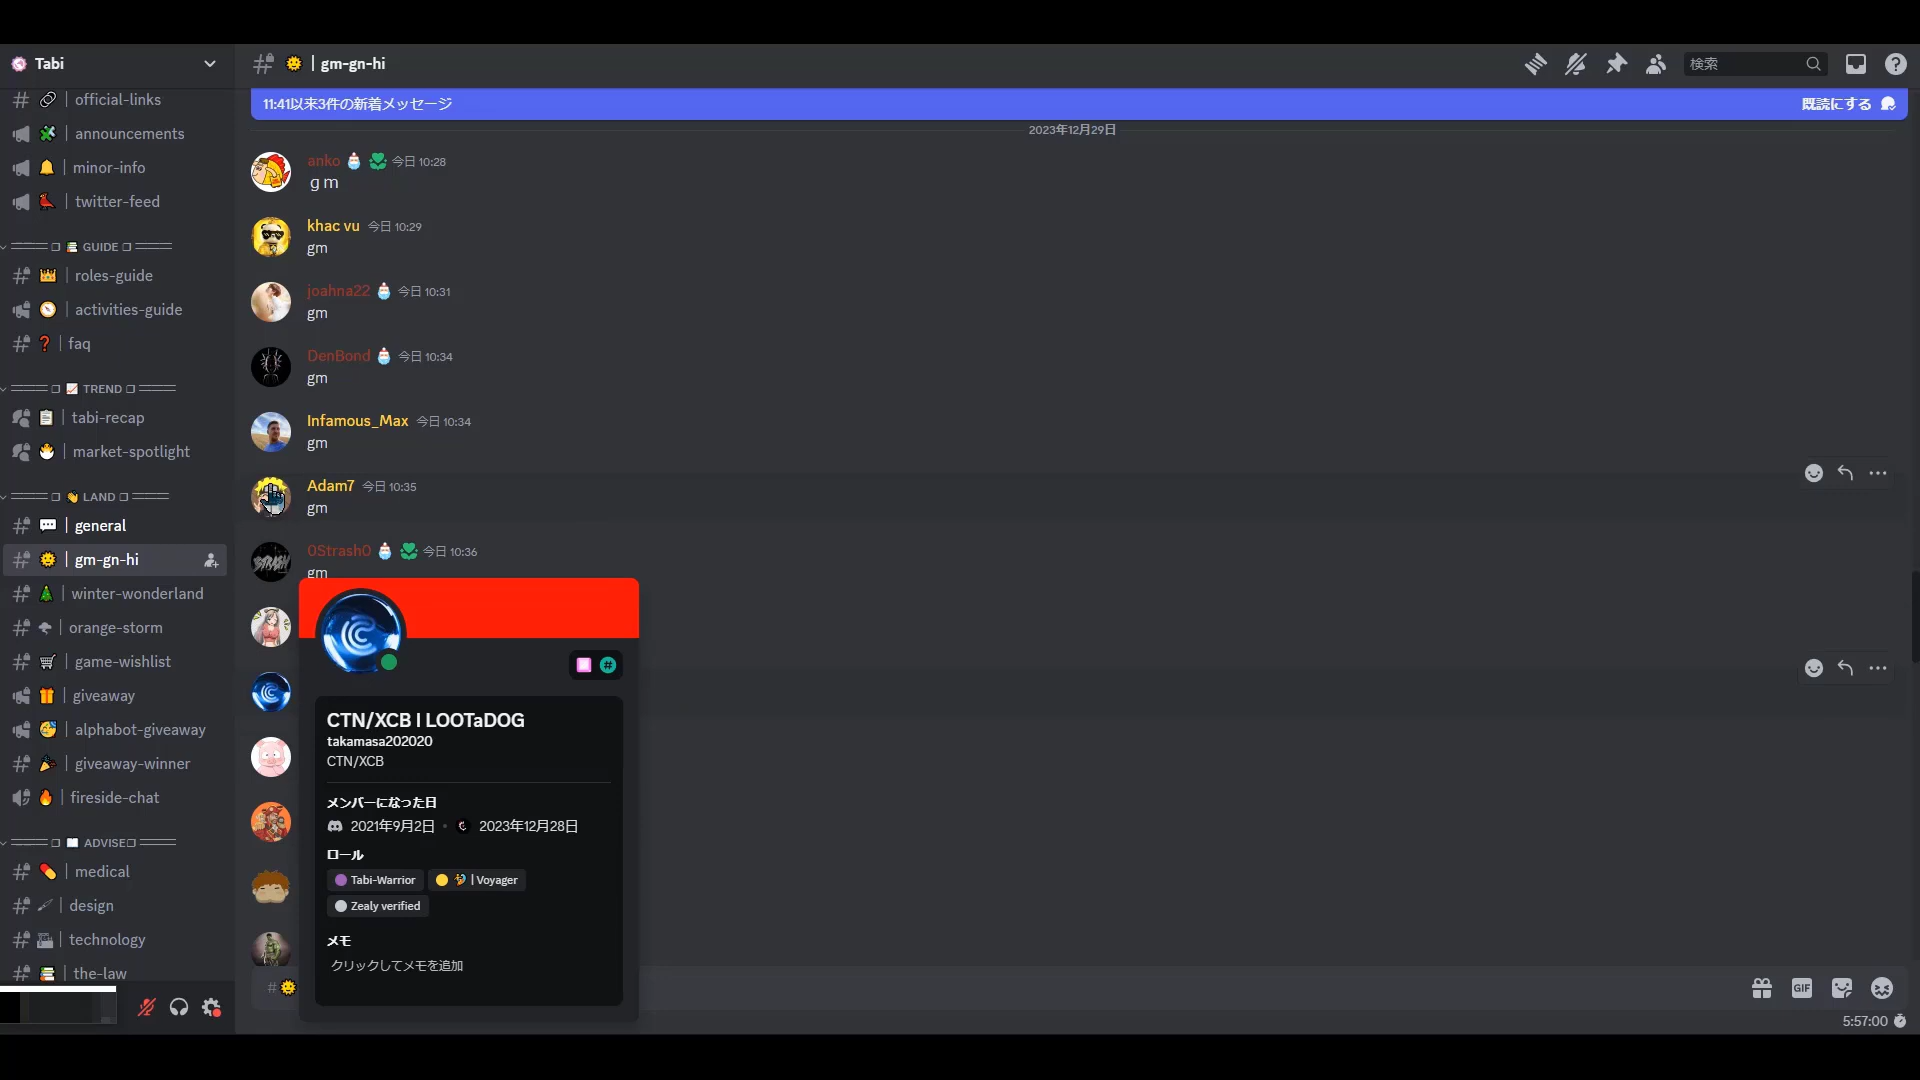 Tabi
official-links
announcements
minor-info
twitter-feed
GUIDE
roles-guide
activities-guide
faq
TREND
tabi-recap
market-spotlight
LAND
general
gm-gn-hi
winter-wonderland
orange-storm
game-wishlist
giveaway
alphabot-giveaway
giveaway-winner
fireside-chat
ADVISE
medical
design
technology
the-law
| gm-gn-hi
検索
11:41以来3件の新着メッセージ
既読にする
2023年12月29日
anko 今日 10:28
ｇｍ
khac vu 今日 10:29
gm
joahna22 今日 10:31
gm
DenBond 今日 10:34
gm
Infamous_Max 今日 10:34
gm
Adam7 今日 10:35
gm
0Strash0 今日 10:36
gm
CTN/XCB l LOOTaDOG
takamasa202020
CTN/XCB
メンバーになった日
2021年9月2日 • 2023年12月28日
ロール
Tabi-Warrior
| Voyager
Zealy verified
メモ
クリックしてメモを追加
GIF
5:57:00